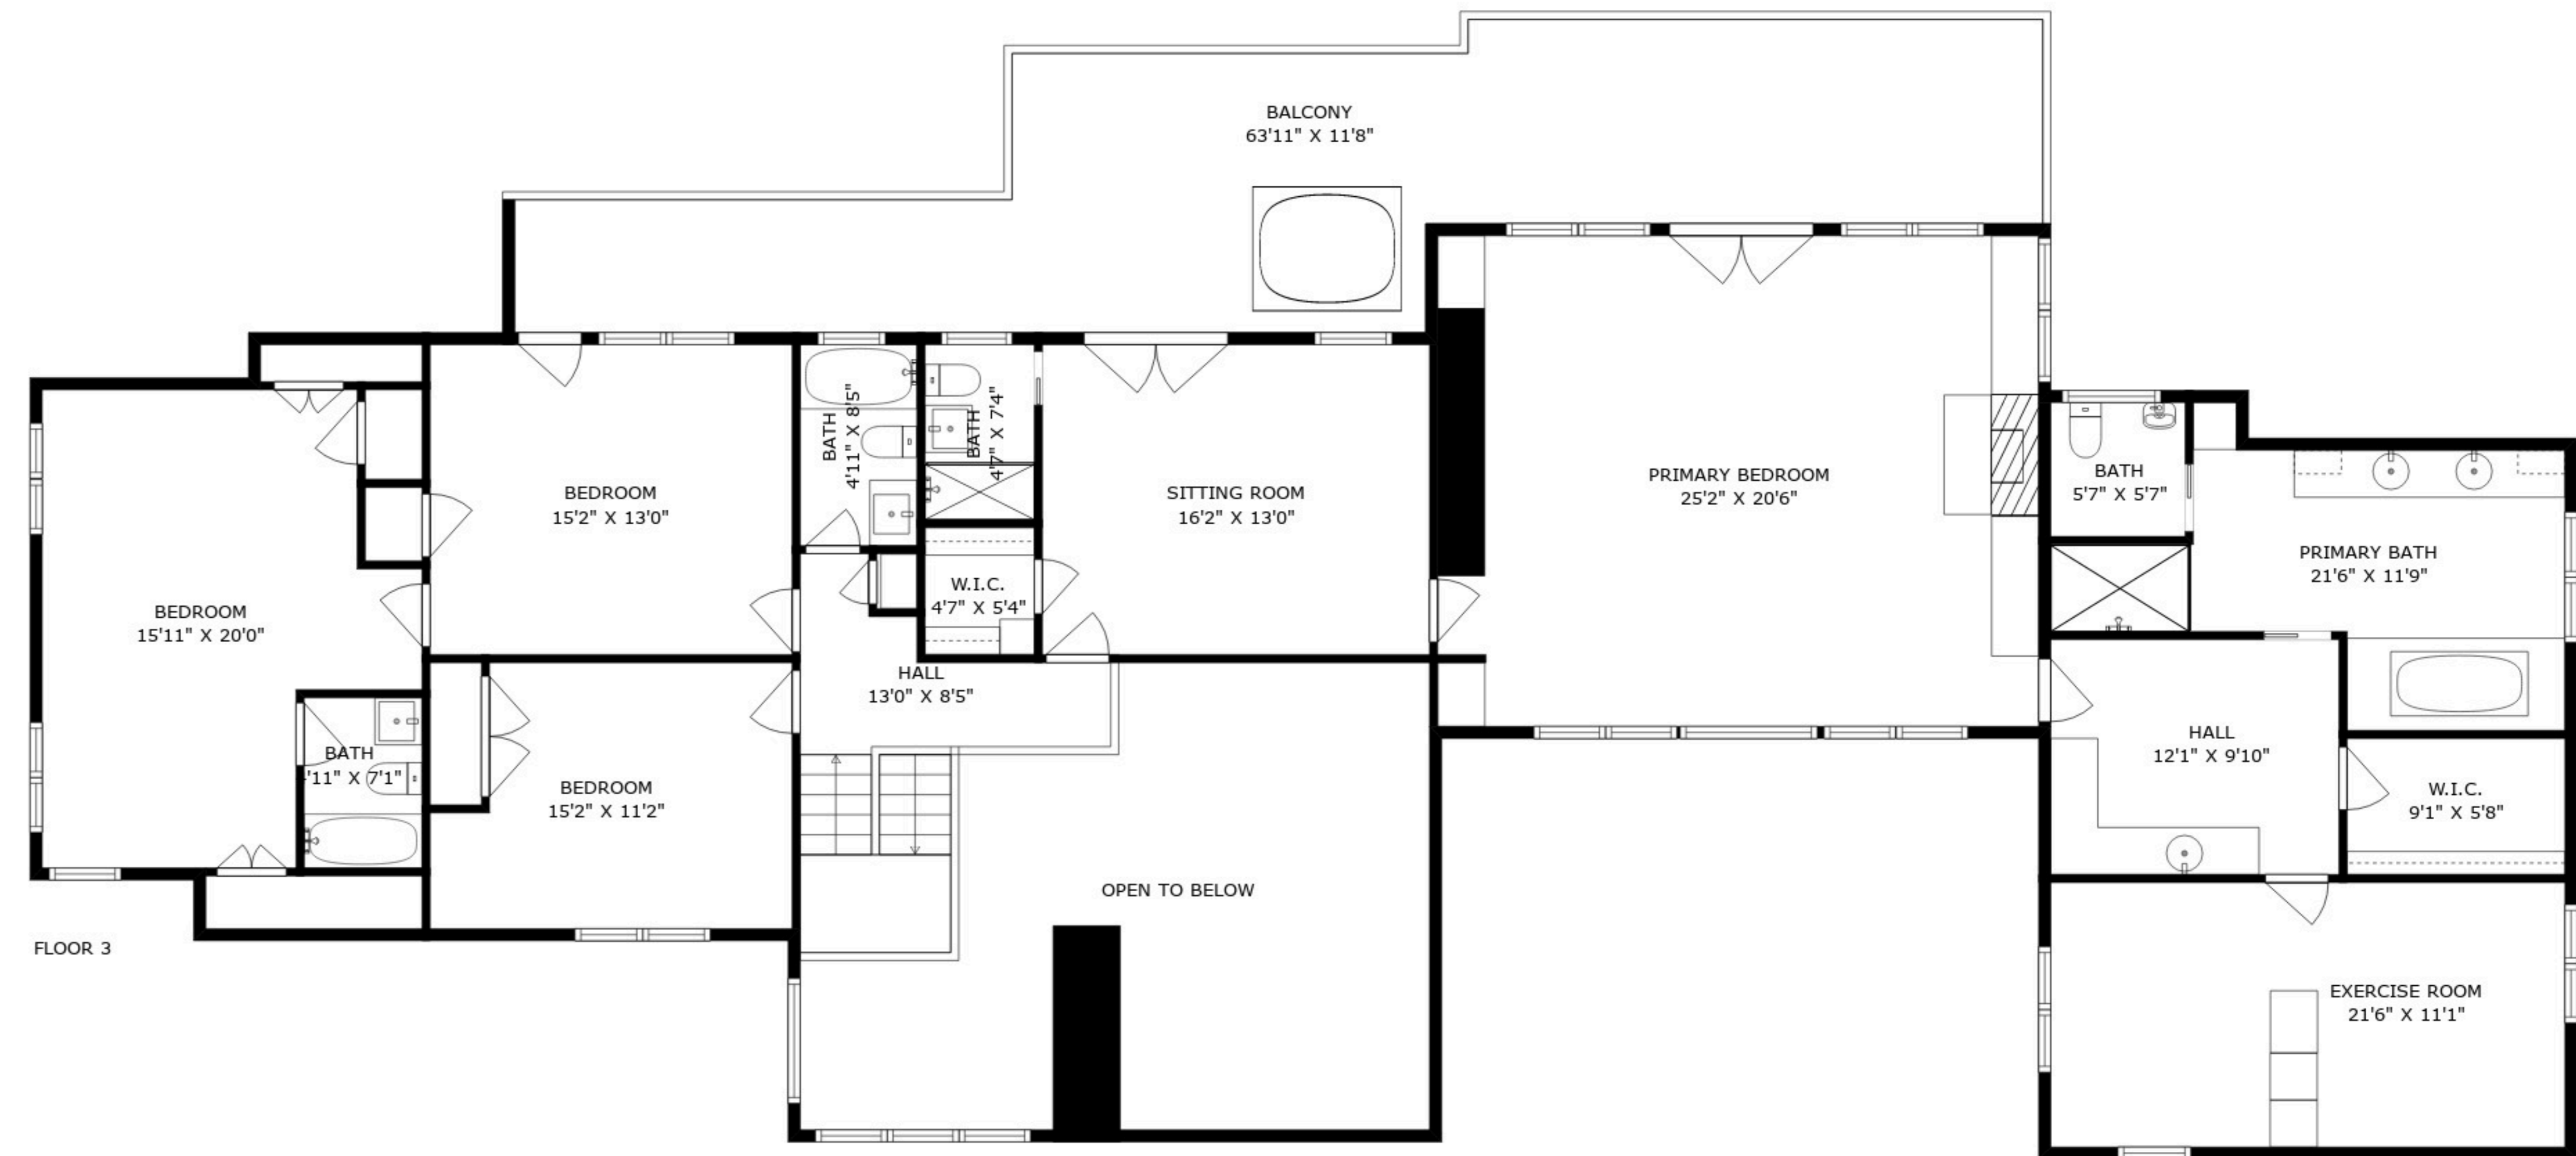 BALCONY
63'11" X 11'8"
BATH
4'11" X 8'5"
BATH
4'7" X 7'4"
BEDROOM
15'2" X 13'0"
SITTING ROOM
16'2" X 13'0"
PRIMARY BEDROOM
25'2" X 20'6"
BATH
5'7" X 5'7"
PRIMARY BATH
21'6" X 11'9"
W.I.C.
4'7" X 5'4"
BEDROOM
15'11" X 20'0"
HALL
13'0" X 8'5"
HALL
12'1" X 9'10"
BATH
'11" X 7'1"
BEDROOM
15'2" X 11'2"
W.I.C.
9'1" X 5'8"
OPEN TO BELOW
FLOOR 3
EXERCISE ROOM
21'6" X 11'1"